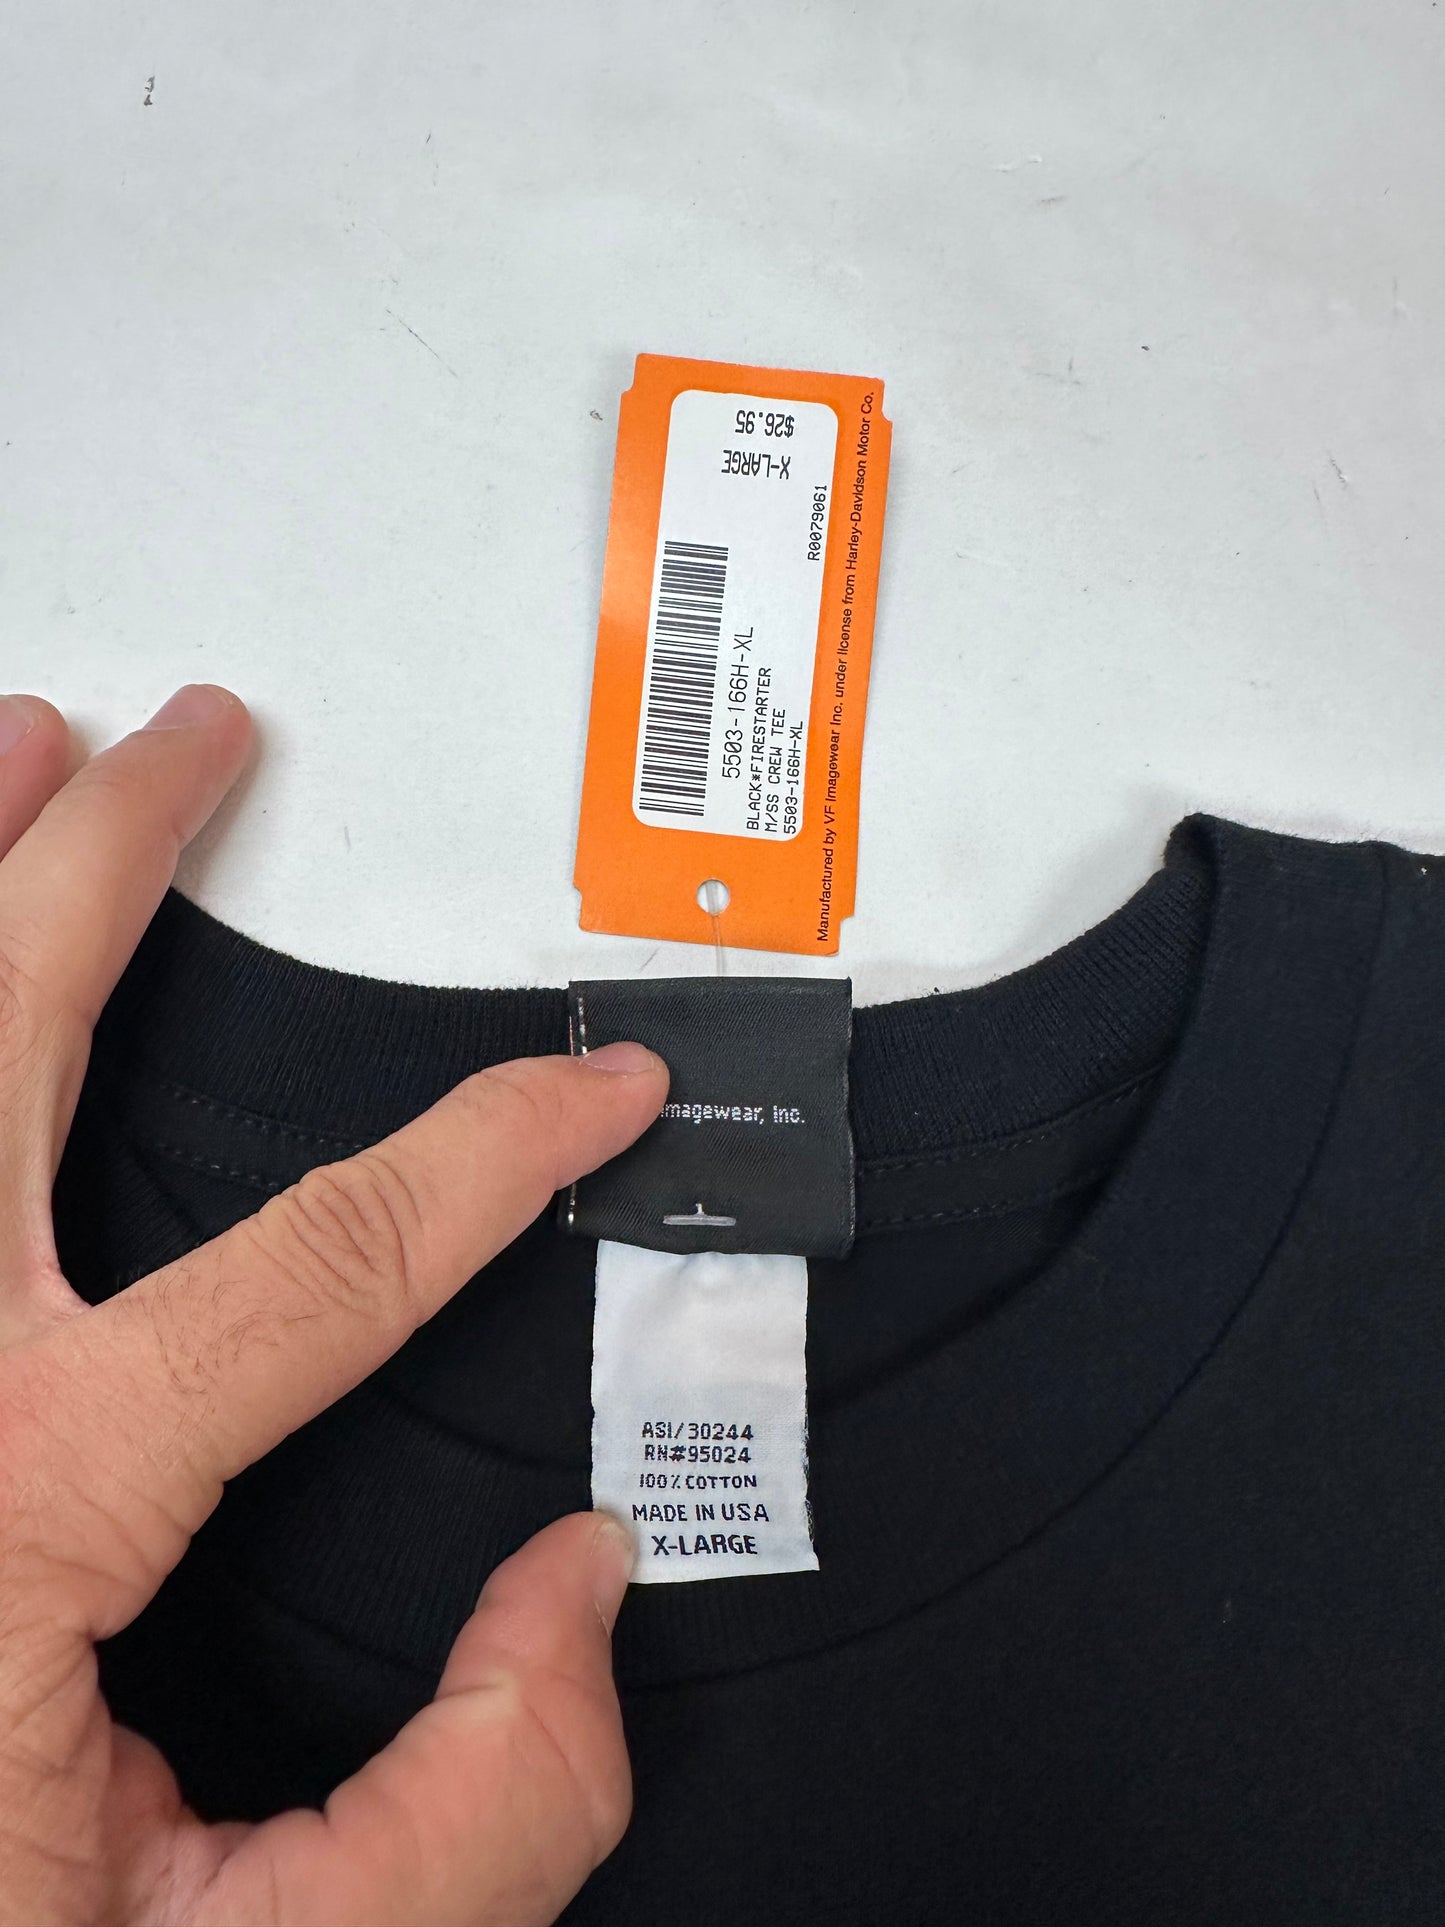 $26.95
X-LARGE
R0079061
5503-166H-XL
BLACK*FIRESTARTER
M/SS CREW TEE
5503-166H-XL
Manufactured by VF Imagewear Inc. under license from Harley-Davidson Motor Co.
Imagewear, Inc.
ASI/30244
RN#95024
100% COTTON
MADE IN USA
X-LARGE